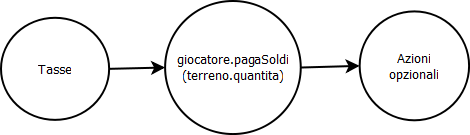 Tasse
giocatore.pagaSoldi
(terreno.quantita)
Azioni
opzionali